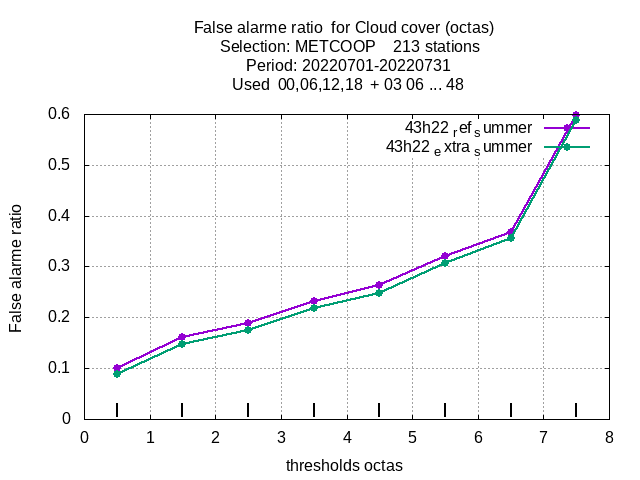 False alarme ratio  for Cloud cover (octas)
Selection: METCOOP    213 stations
Period: 20220701-20220731
Used  00,06,12,18  + 03 06 ... 48
43h22 ref summer
43h22 extra summer
False alarme ratio
0.6
0.5
0.4
0.3
0.2
0.1
0
0 1 2 3 4 5 6 7 8
thresholds octas